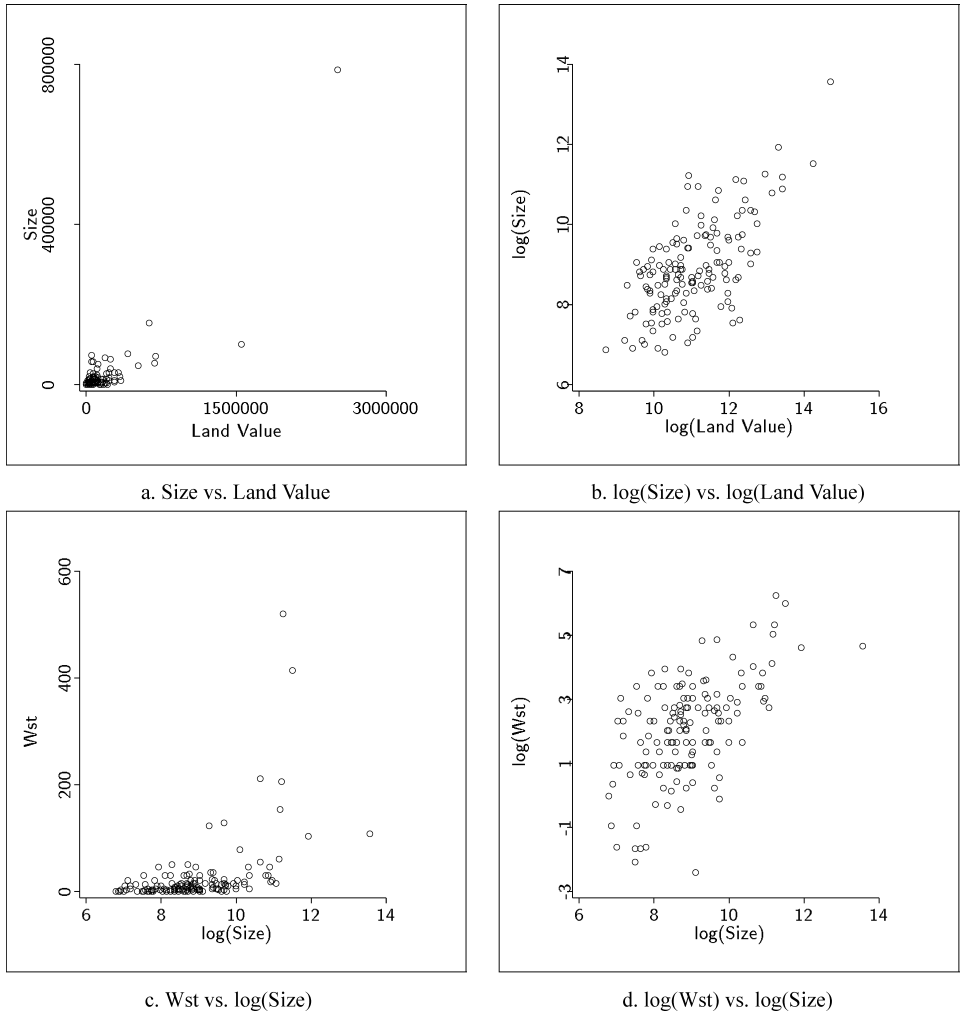 800000
400000
0
Size
0 1500000 3000000
Land Value
a. Size vs. Land Value
14
12
10
8
6
log(Size)
8 10 12 14 16
log(Land Value)
b. log(Size) vs. log(Land Value)
600
400
200
0
Wst
6 8 10 12 14
log(Size)
c. Wst vs. log(Size)
7
5
3
1
-1
-3
log(Wst)
6 8 10 12 14
log(Size)
d. log(Wst) vs. log(Size)